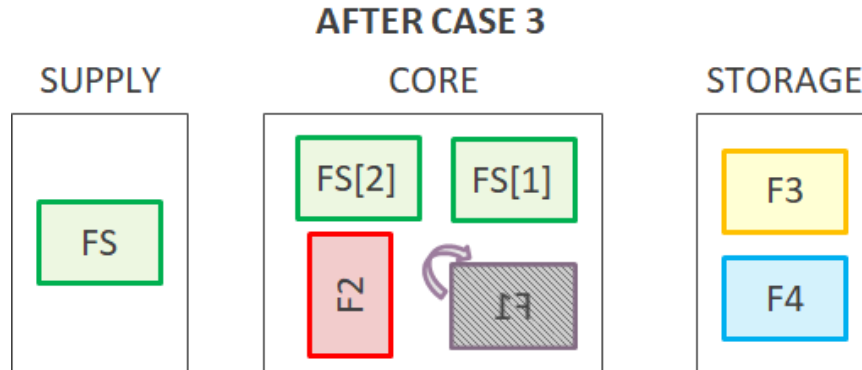 AFTER CASE 3
SUPPLY CORE STORAGE
FS[2] FS[1] F3
FS
F2 F1 F4